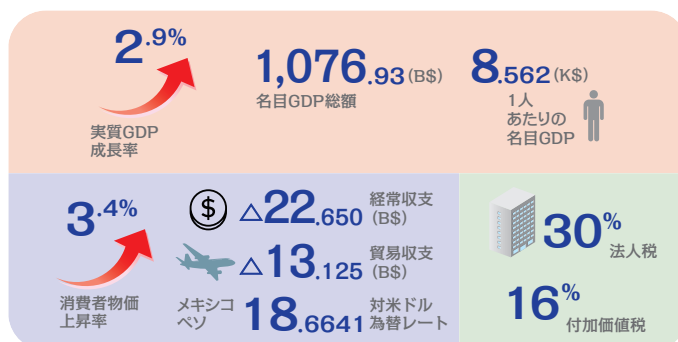 2.9%
実質GDP
成長率
1,076.93(B$)
名目GDP総額
8.562(K$)
1人
あたりの
名目GDP
3.4%
消費者物価
上昇率
$
△22.650
経常収支
(B$)
△13.125
貿易収支
(B$)
メキシコ
ペソ
18.6641
対米ドル
為替レート
30%
法人税
16%
付加価値税